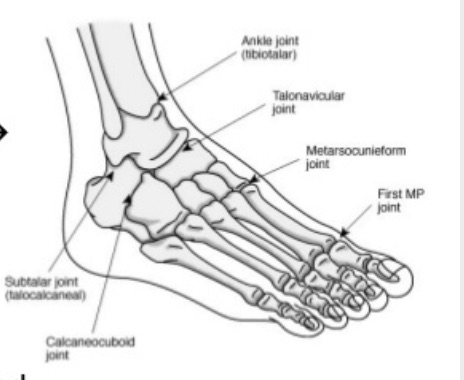 Ankle joint
(tibiotalar)
Talonavicular
joint
Metarsocunieform
joint
First MP
joint
Subtalar joint
(talocalcaneal)
Calcaneocuboid
joint